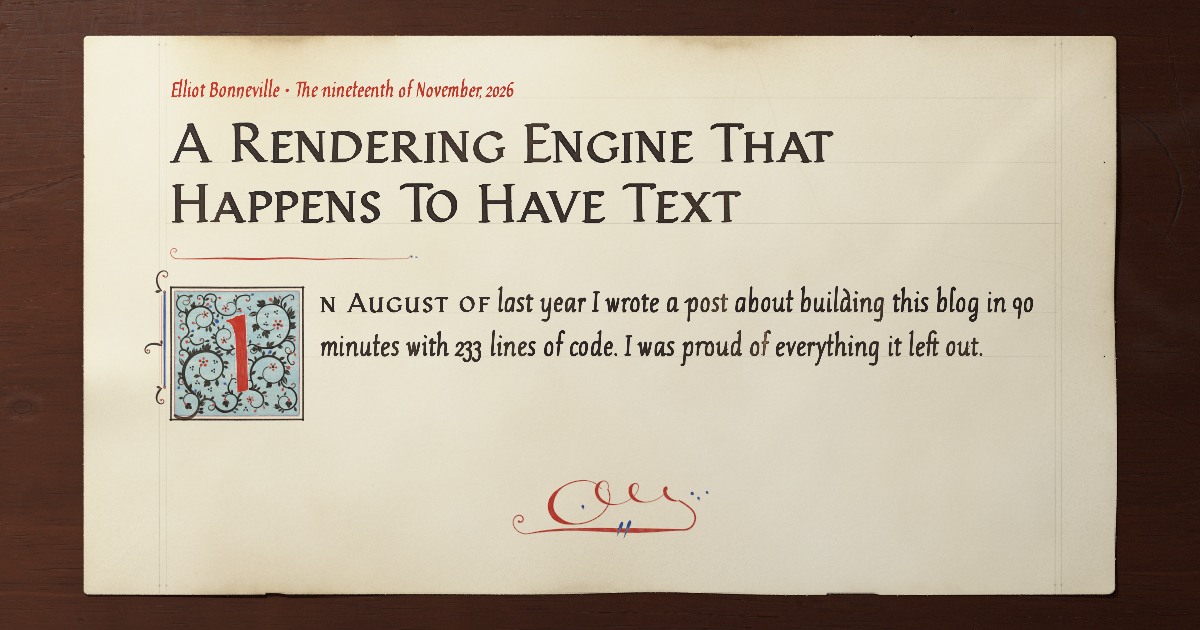 Elliot Bonneville • The nineteenth of November, 2026
A Rendering Engine That
Happens To Have Text
In August of last year I wrote a post about building this blog in 90
minutes with 233 lines of code. I was proud of everything it left out.